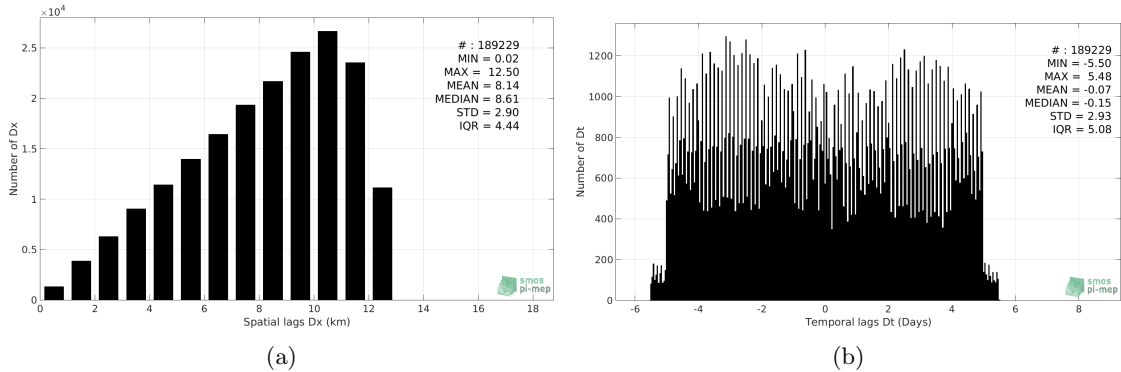 ×10⁴
2.5
2
1.5
1
0.5
0
Number of Dx
# : 189229
MIN = 0.02
MAX = 12.50
MEAN = 8.14
MEDIAN = 8.61
STD = 2.90
IQR = 4.44
smos
pi-mep
0 2 4 6 8 10 12 14 16 18
Spatial lags Dx (km)
(a)
1200
1000
800
600
400
200
0
Number of Dt
# : 189229
MIN = -5.50
MAX = 5.48
MEAN = -0.07
MEDIAN = -0.15
STD = 2.93
IQR = 5.08
smos
pi-mep
-6 -4 -2 0 2 4 6 8
Temporal lags Dt (Days)
(b)